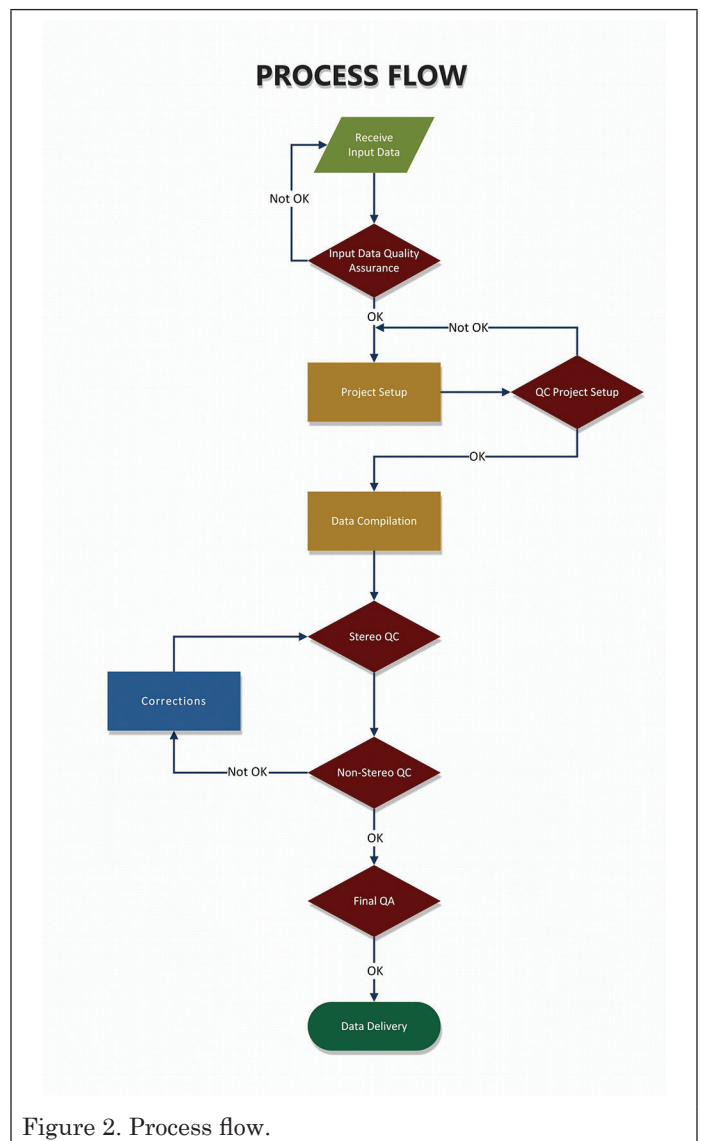 PROCESS FLOW
Receive
Input Data
Not OK
Input Data Quality
Assurance
OK
Not OK
Project Setup
QC Project Setup
OK
Data Compilation
Stereo QC
Corrections
Not OK
Non-Stereo QC
OK
Final QA
OK
Data Delivery
Figure 2. Process flow.